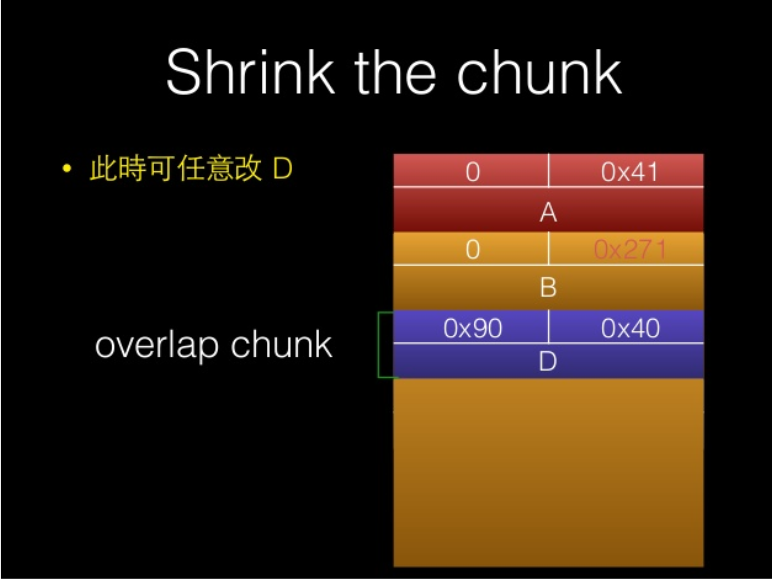 Shrink the chunk
• 此時可任意改 D
0 0x41
A
0 0x271
B
overlap chunk
0x90 0x40
D